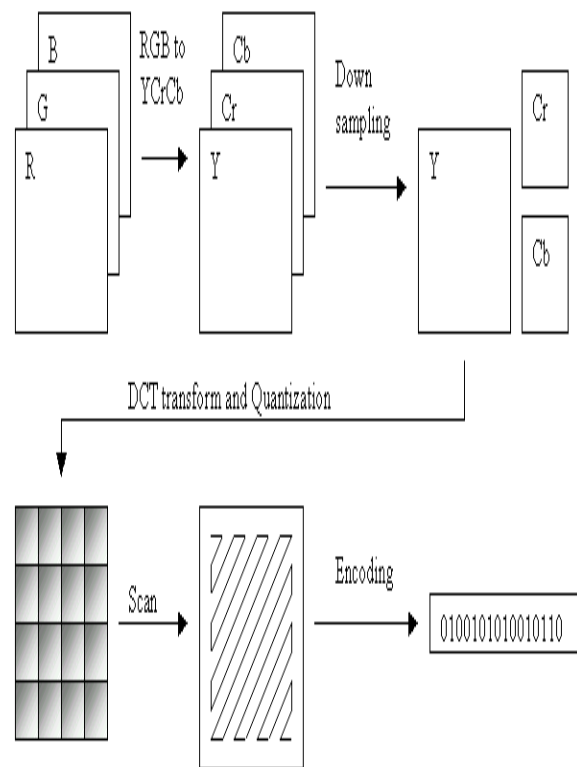 B
G
R
RGB to
YCrCb
Cb
Cr
Y
Down
sampling
Y
Cr
Cb
DCT transform and Quantization
Scan
Encoding
0100101010010110